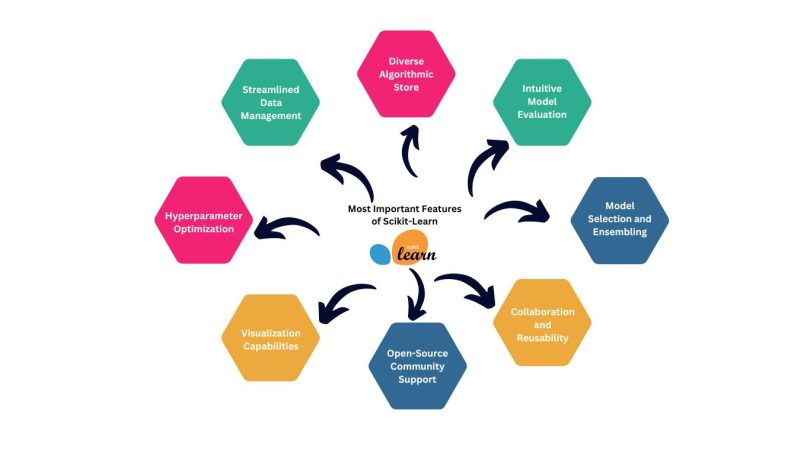 Diverse
Algorithmic
Store
Intuitive
Model
Evaluation
Model
Selection and
Ensembling
Collaboration
and
Reusability
Open-Source
Community
Support
Visualization
Capabilities
Hyperparameter
Optimization
Streamlined
Data
Management
Most Important Features
of Scikit-Learn
scikit
learn